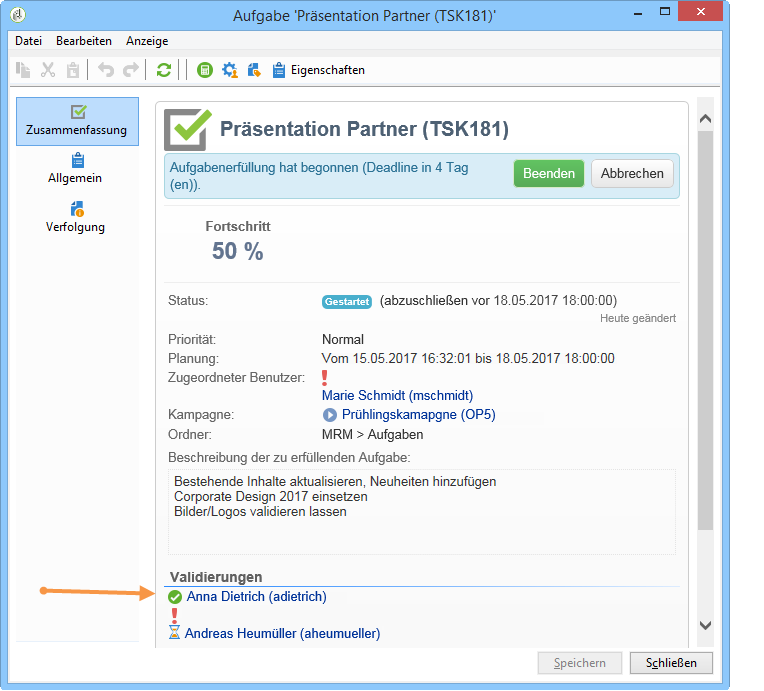 Aufgabe 'Präsentation Partner (TSK181)'
Datei Bearbeiten Anzeige
Eigenschaften
Zusammenfassung
Allgemein
Verfolgung
Präsentation Partner (TSK181)
Aufgabenerfüllung hat begonnen (Deadline in 4 Tag
(en)).
Beenden Abbrechen
Fortschritt
50 %
Status: Gestartet (abzuschließen vor 18.05.2017 18:00:00)
Heute geändert
Priorität: Normal
Planung: Vom 15.05.2017 16:32:01 bis 18.05.2017 18:00:00
Zugeordneter Benutzer:
Marie Schmidt (mschmidt)
Kampagne: Prühlingskamapgne (OP5)
Ordner: MRM > Aufgaben
Beschreibung der zu erfüllenden Aufgabe:
Bestehende Inhalte aktualisieren, Neuheiten hinzufügen
Corporate Design 2017 einsetzen
Bilder/Logos validieren lassen
Validierungen
Anna Dietrich (adietrich)
Andreas Heumüller (aheumueller)
Speichern Schließen